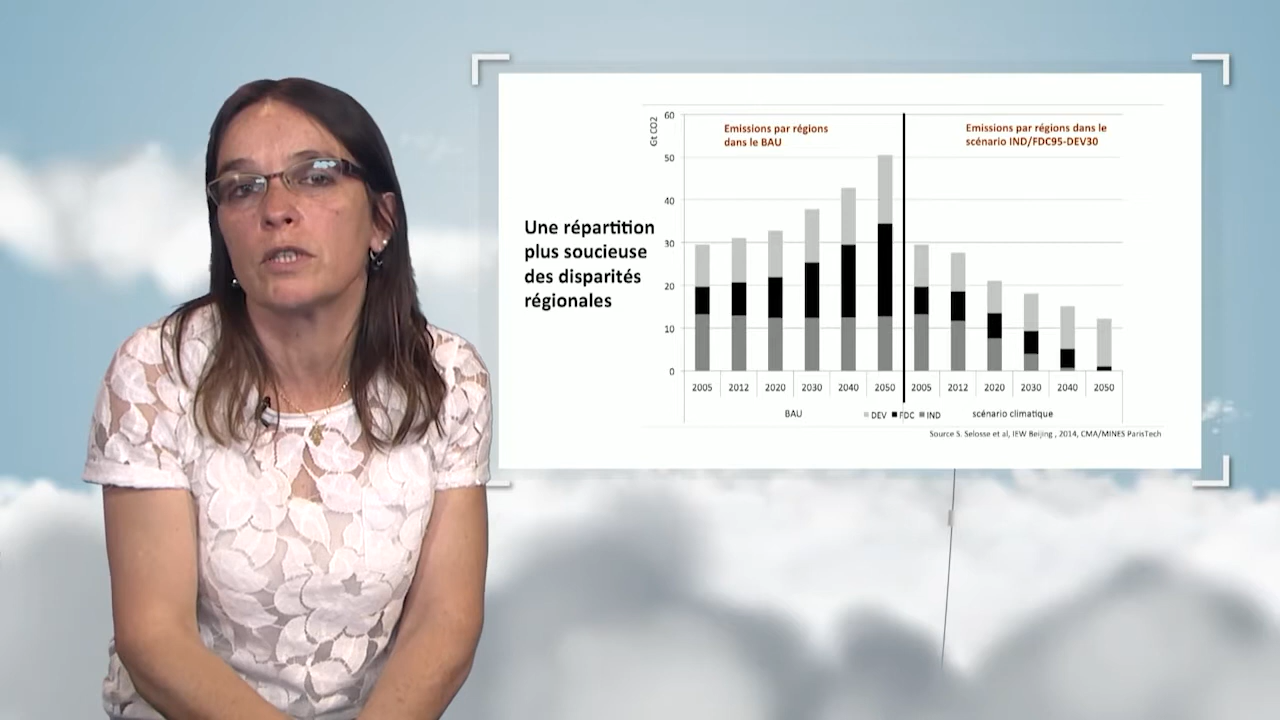 Une répartition
plus soucieuse
des disparités
régionales
Gt CO2
60
50
40
30
20
10
0
Emissions par régions
dans le BAU
Emissions par régions dans le
scénario IND/FDC95-DEV30
2005 2012 2020 2030 2040 2050 2005 2012 2020 2030 2040 2050
BAU DEV FDC IND scénario climatique
Source S. Selosse et al, IEW Beijing , 2014, CMA/MINES ParisTech